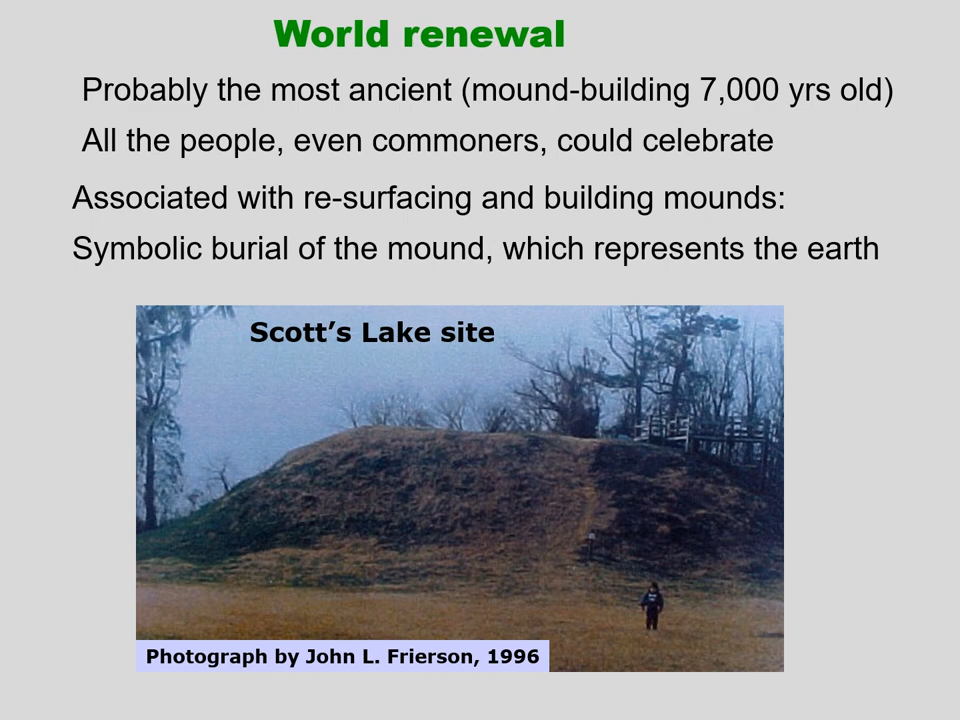 World renewal
Probably the most ancient (mound-building 7,000 yrs old)
All the people, even commoners, could celebrate
Associated with re-surfacing and building mounds:
Symbolic burial of the mound, which represents the earth
Scott’s Lake site
Photograph by John L. Frierson, 1996